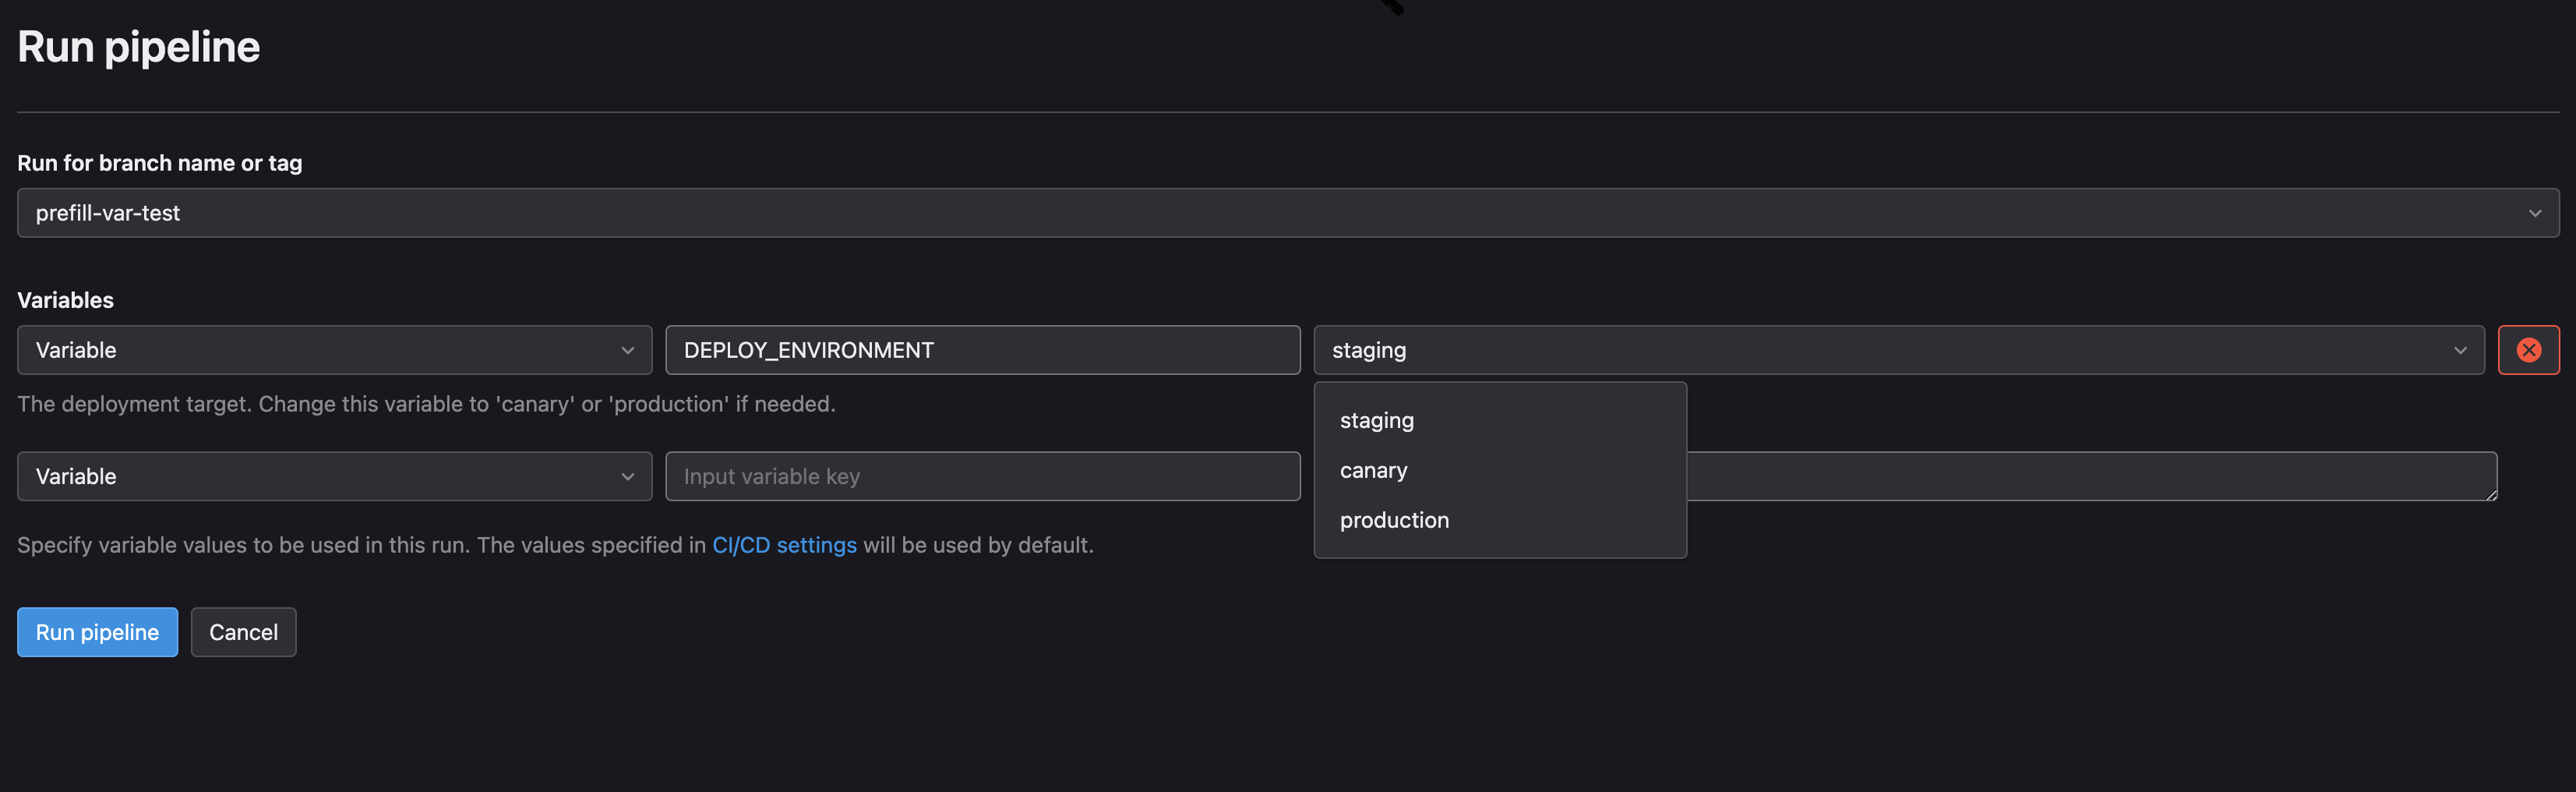 Run pipeline
Run for branch name or tag
prefill-var-test
Variables
Variable DEPLOY_ENVIRONMENT staging
The deployment target. Change this variable to 'canary' or 'production' if needed.
staging
canary
production
Variable Input variable key
Specify variable values to be used in this run. The values specified in CI/CD settings will be used by default.
Run pipeline Cancel